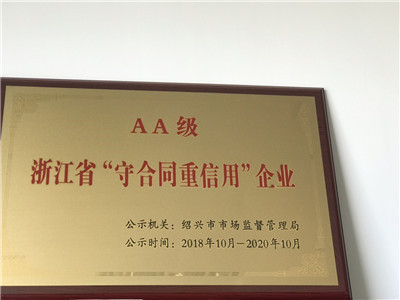 AA级
浙江省“守合同重信用”企业
公示机关：绍兴市市场监督管理局
公示时间：2018年10月－2020年10月